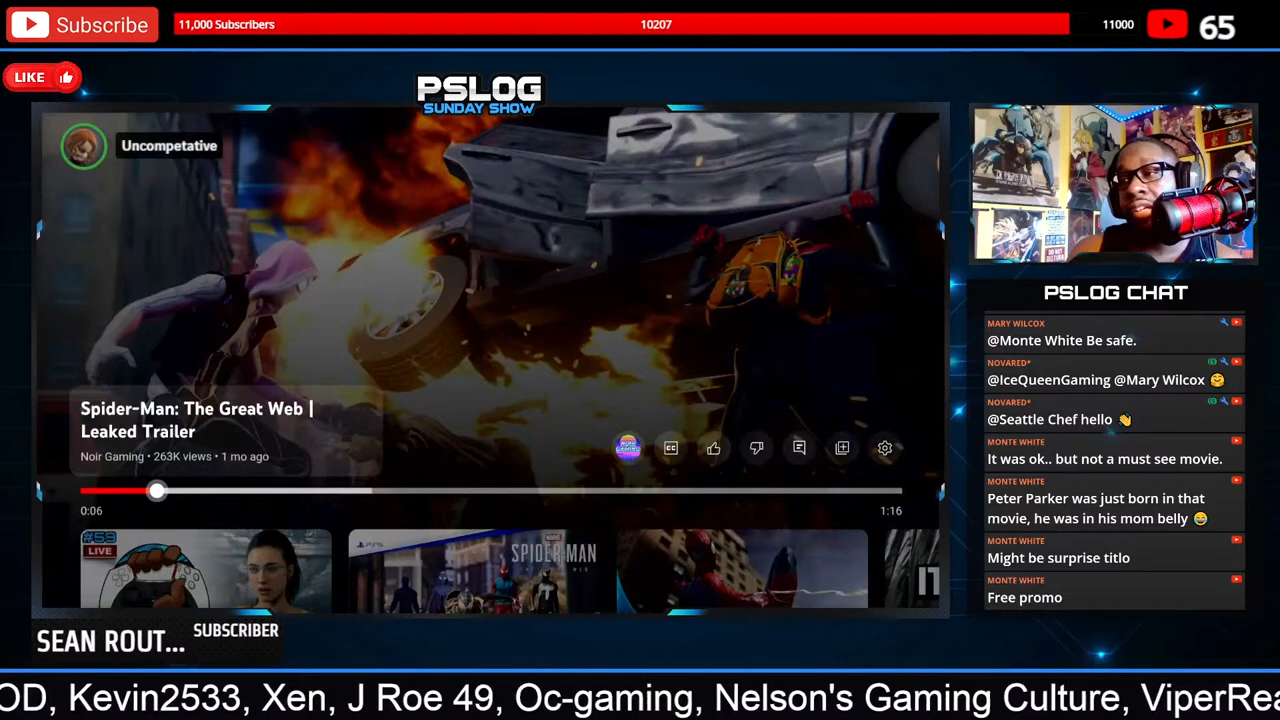 Subscribe
11,000 Subscribers
10207
11000
65
LIKE
PSLOG
SUNDAY SHOW
Uncompetative
Spider-Man: The Great Web |
Leaked Trailer
Noir Gaming • 263K views • 1 mo ago
CC
0:06
1:16
#59
LIVE
PS5
MARVEL
SPIDER-MAN
IT
PSLOG CHAT
MARY WILCOX
@Monte White Be safe.
NOVARED*
@IceQueenGaming @Mary Wilcox 🤗
NOVARED*
@Seattle Chef hello 👋
MONTE WHITE
It was ok.. but not a must see movie.
MONTE WHITE
Peter Parker was just born in that
movie, he was in his mom belly 😂
MONTE WHITE
Might be surprise titlo
MONTE WHITE
Free promo
SEAN ROUT...
SUBSCRIBER
OD, Kevin2533, Xen, J Roe 49, Oc-gaming, Nelson's Gaming Culture, ViperRea